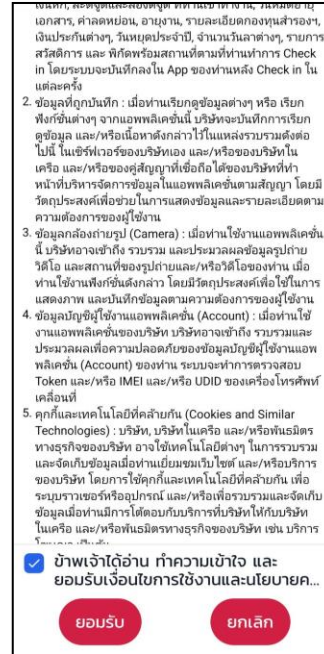 เอกสาร, ค่าลดหย่อน, อายุงาน, รายละเอียดกองทุนสำรองฯ,
เงินประกันต่างๆ, วันหยุดประจำปี, จำนวนวันลาต่างๆ, รายการ
สวัสดิการ และ พิกัดพร้อมสถานที่ตามที่ท่านทำการ Check
in โดยระบบจะบันทึกลงใน App ของท่านหลัง Check in ใน
แต่ละครั้ง
2. ข้อมูลที่ถูกบันทึก : เมื่อท่านเรียกดูข้อมูลต่างๆ หรือ เรียก
ฟังก์ชั่นต่างๆ จากแอพพลิเคชั่นนี้ บริษัทจะบันทึกการเรียก
ดูข้อมูล และ/หรือเนื้อหาดังกล่าวไว้ในแหล่งรวบรวมดังต่อ
ไปนี้ ในเซิร์ฟเวอร์ของบริษัทเอง และ/หรือของบริษัทใน
เครือ และ/หรือของคู่สัญญาที่เชื่อถือได้ของบริษัทที่ทำ
หน้าที่บริหารจัดการข้อมูลในแอพพลิเคชั่นตามสัญญา โดยมี
วัตถุประสงค์เพื่อช่วยในการแสดงข้อมูลและรายละเอียดตาม
ความต้องการของผู้ใช้งาน
3. ข้อมูลกล้องถ่ายรูป (Camera) : เมื่อท่านใช้งานแอพพลิเคชั่น
นี้ บริษัทอาจเข้าถึง รวบรวม และประมวลผลข้อมูลรูปถ่าย
วิดีโอ และสถานที่ของรูปถ่ายและ/หรือวิดีโอของท่าน เมื่อ
ท่านใช้งานฟังก์ชั่นดังกล่าว โดยมีวัตถุประสงค์เพื่อใช้ในการ
แสดงภาพ และบันทึกข้อมูลตามความต้องการของผู้ใช้งาน
4. ข้อมูลบัญชีผู้ใช้งานแอพพลิเคชั่น (Account) : เมื่อท่านใช้
งานแอพพลิเคชั่นของบริษัท บริษัทอาจเข้าถึง รวบรวมและ
ประมวลผลเพื่อความปลอดภัยของข้อมูลบัญชีผู้ใช้งานแอพ
พลิเคชั่น (Account) ของท่าน ระบบจะทำการตรวจสอบ
Token และ/หรือ IMEI และ/หรือ UDID ของเครื่องโทรศัพท์
เคลื่อนที่
5. คุกกี้และเทคโนโลยีที่คล้ายกัน (Cookies and Similar
Technologies) : บริษัท, บริษัทในเครือ และ/หรือพันธมิตร
ทางธุรกิจของบริษัท อาจใช้เทคโนโลยีต่างๆ ในการรวบรวม
และจัดเก็บข้อมูลเมื่อท่านเยี่ยมชมเว็บไซต์ และ/หรือบริการ
ของบริษัท โดยการใช้คุกกี้และเทคโนโลยีที่คล้ายกัน เพื่อ
ระบุเบราว์เซอร์หรืออุปกรณ์ และ/หรือเพื่อรวบรวมและจัดเก็บ
ข้อมูลเมื่อท่านมีการโต้ตอบกับบริการที่บริษัทให้กับบริษัท
ในเครือ และ/หรือพันธมิตรทางธุรกิจของบริษัท เช่น บริการ
ข้าพเจ้าได้อ่าน ทำความเข้าใจ และ
ยอมรับเงื่อนไขการใช้งานและนโยบายค...
ยอมรับ
ยกเลิก